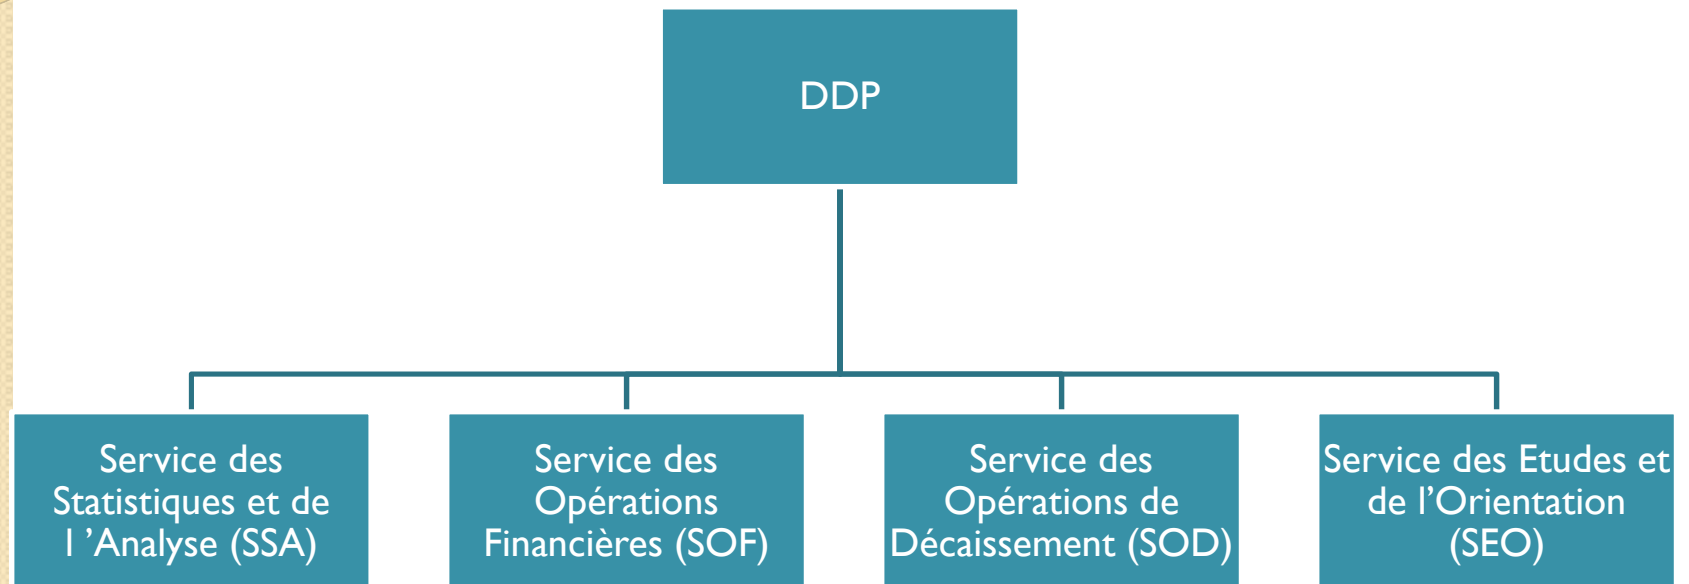 DDP
Service des
Statistiques et de
l ’Analyse (SSA)
Service des
Opérations
Financières (SOF)
Service des
Opérations de
Décaissement (SOD)
Service des Etudes et
de l’Orientation
(SEO)